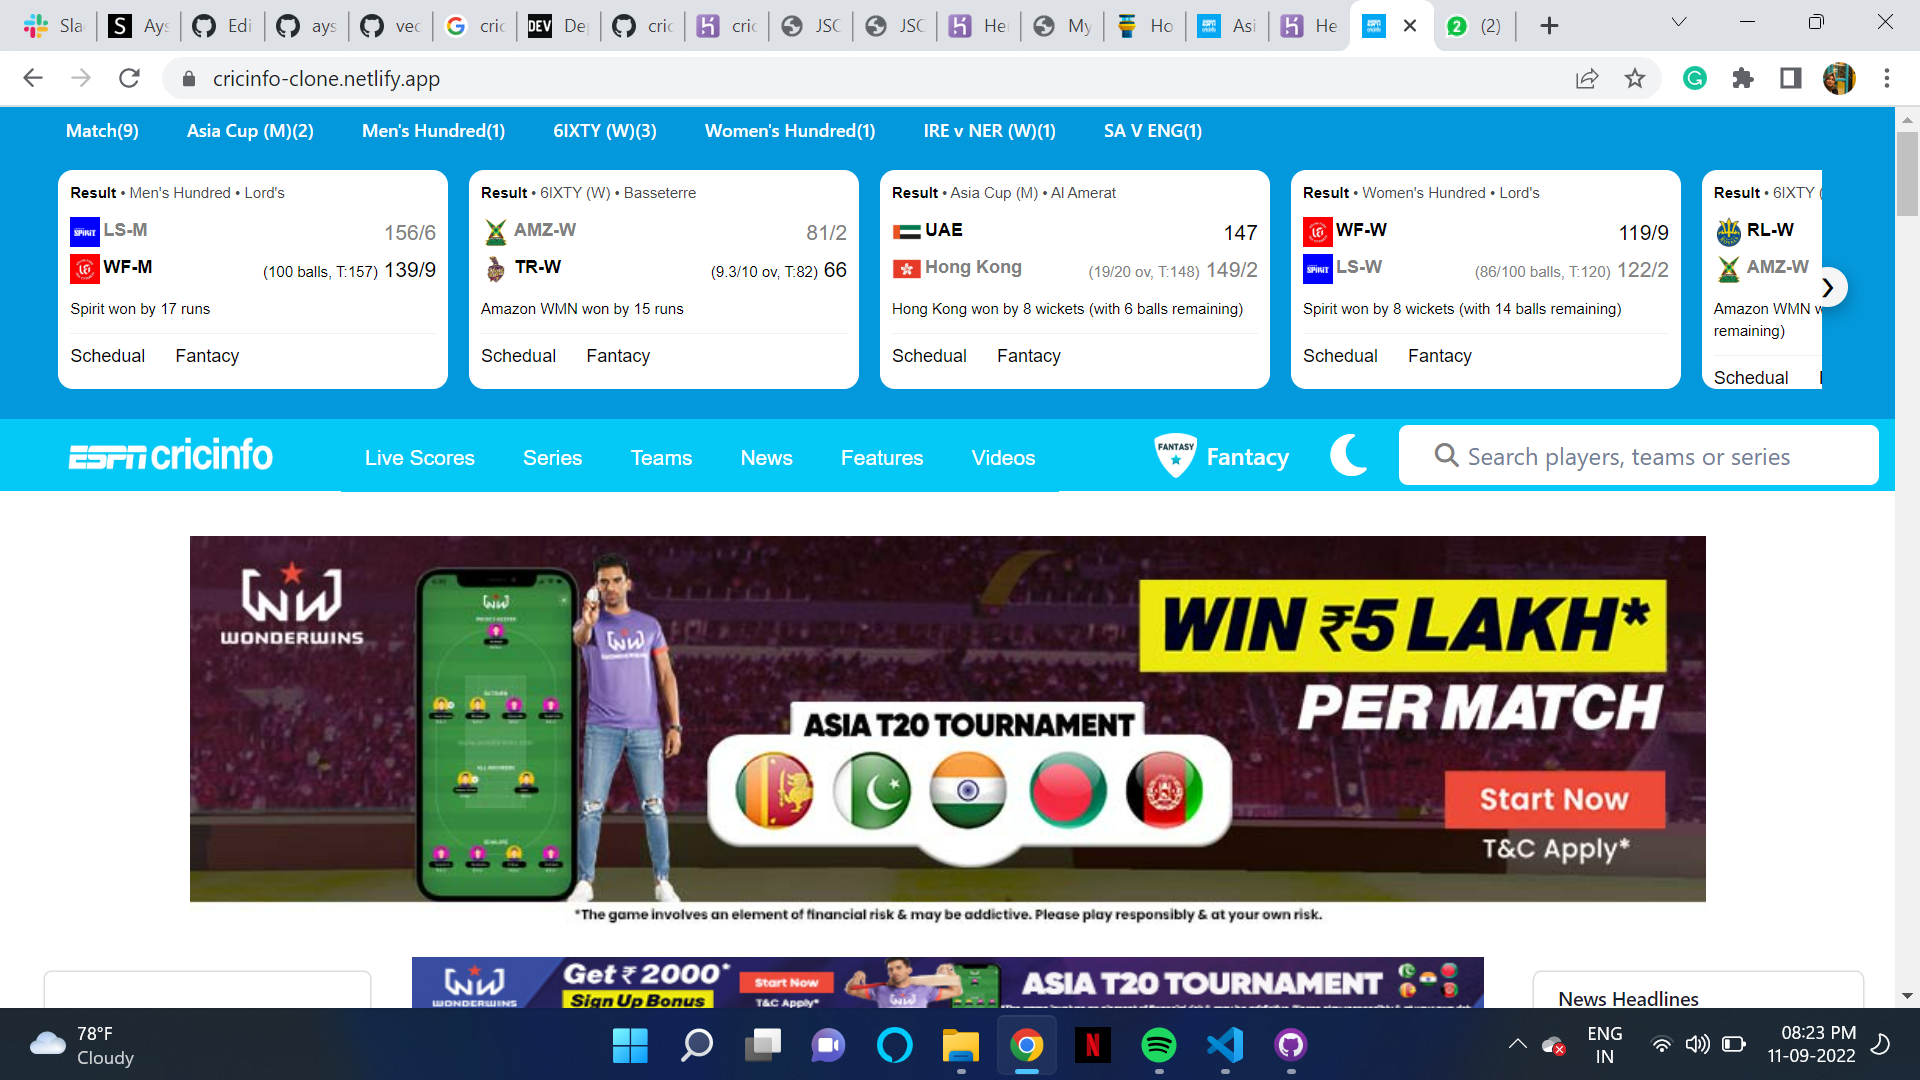 Sla
Ays
Edi
ays
vec
cric
DEV
Dep
cric
cric
JSC
JSC
Her
My
Ho
Asi
He
2 (2)
cricinfo-clone.netlify.app
Match(9) Asia Cup (M)(2) Men's Hundred(1) 6IXTY (W)(3) Women's Hundred(1) IRE v NER (W)(1) SA V ENG(1)
Result • Men's Hundred • Lord's
LS-M 156/6
WF-M (100 balls, T:157) 139/9
Spirit won by 17 runs
Schedual Fantacy
Result • 6IXTY (W) • Basseterre
AMZ-W 81/2
TR-W (9.3/10 ov, T:82) 66
Amazon WMN won by 15 runs
Schedual Fantacy
Result • Asia Cup (M) • Al Amerat
UAE 147
Hong Kong (19/20 ov, T:148) 149/2
Hong Kong won by 8 wickets (with 6 balls remaining)
Schedual Fantacy
Result • Women's Hundred • Lord's
WF-W 119/9
LS-W (86/100 balls, T:120) 122/2
Spirit won by 8 wickets (with 14 balls remaining)
Schedual Fantacy
Result • 6IXTY (
RL-W
AMZ-W
Amazon WMN w
remaining)
Schedual
ESPN cricinfo Live Scores Series Teams News Features Videos FANTASY Fantacy Search players, teams or series
WONDERWINS
WIN ₹5 LAKH*
PER MATCH
ASIA T20 TOURNAMENT
Start Now
T&C Apply*
*The game involves an element of financial risk & may be addictive. Please play responsibly & at your own risk.
WONDERWINS
Get ₹ 2000*
Sign Up Bonus
Start Now
T&C Apply*
ASIA T20 TOURNAMENT
News Headlines
78°F
Cloudy
ENG
IN
08:23 PM
11-09-2022